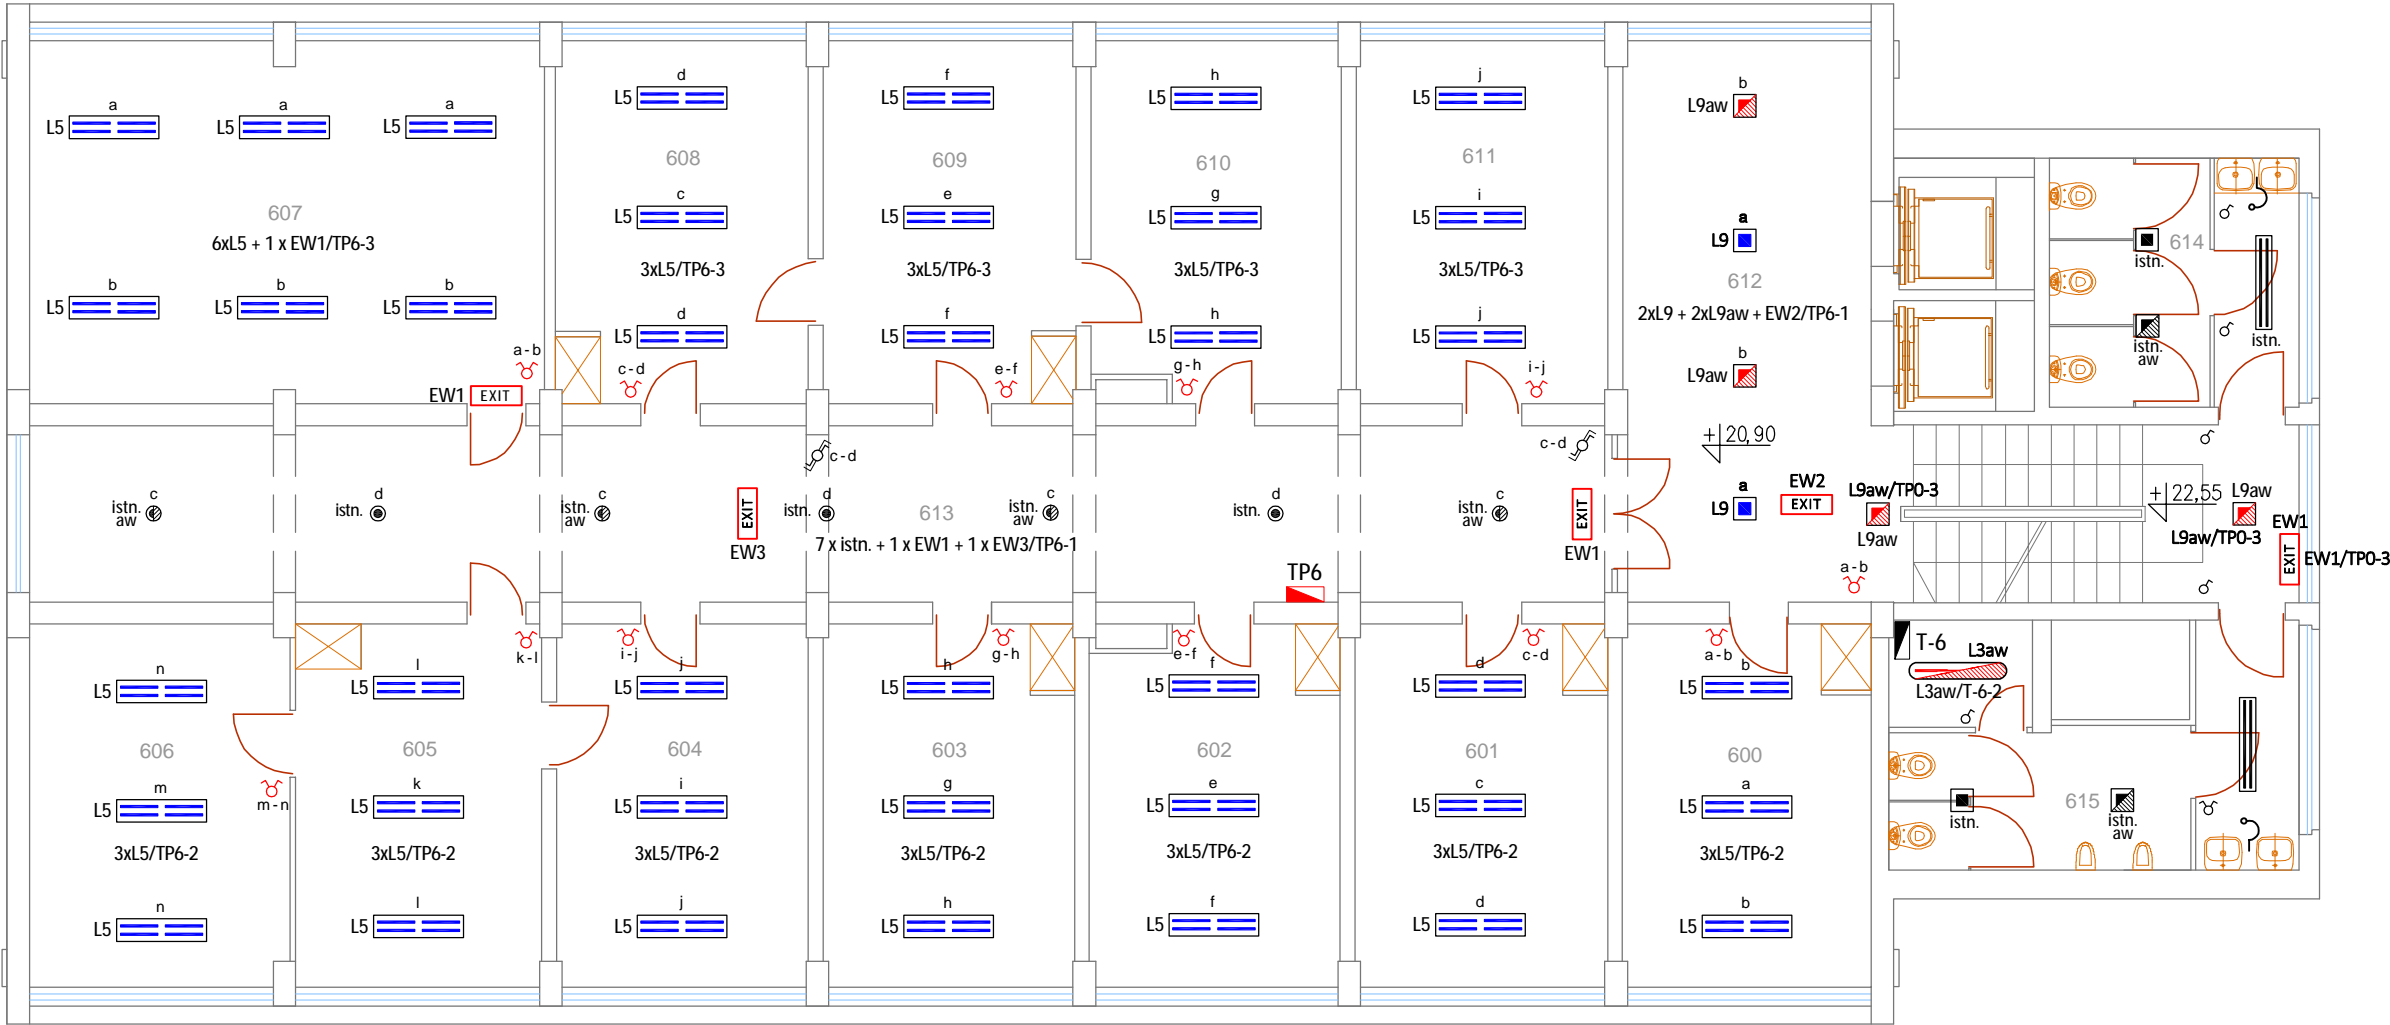 a a a b
L5 L5 L5 L9aw
d f h j
L5 L5 L5 L5
608 609 610 611
c e g i a
L5 L5 L5 L5 L9
607 612 614
6xL5 + 1 x EW1/TP6-3
3xL5/TP6-3 3xL5/TP6-3 3xL5/TP6-3 3xL5/TP6-3
2xL9 + 2xL9aw + EW2/TP6-1
istn.
b b b
L5 L5 L5
d f h j
L5 L5 L5 L5
istn.
aw
istn.
a-b c-d e-f g-h i-j
b
L9aw
EW1 EXIT
+20,90
c-d c-d
c d c d c d c a
istn.
aw
istn.
istn.
aw
EXIT
EW3
istn.
613
istn.
aw
istn.
istn.
aw
EXIT
EW1
L9
EW2
EXIT
L9aw/TP0-3
L9aw
+22,55
L9aw
L9aw/TP0-3
EW1
EXIT
EW1/TP0-3
7 x istn. + 1 x EW1 + 1 x EW3/TP6-1
TP6
a-b
k-l i-j g-h e-f c-d a-b
T-6
L3aw
L3aw/T-6-2
n l j h f d b
L5 L5 L5 L5 L5 L5 L5
606 605 604 603 602 601 600
m k i g e c a
L5 L5 L5 L5 L5 L5 L5
m-n
615
istn.
istn.
aw
3xL5/TP6-2 3xL5/TP6-2 3xL5/TP6-2 3xL5/TP6-2 3xL5/TP6-2 3xL5/TP6-2 3xL5/TP6-2
n l j h f d b
L5 L5 L5 L5 L5 L5 L5